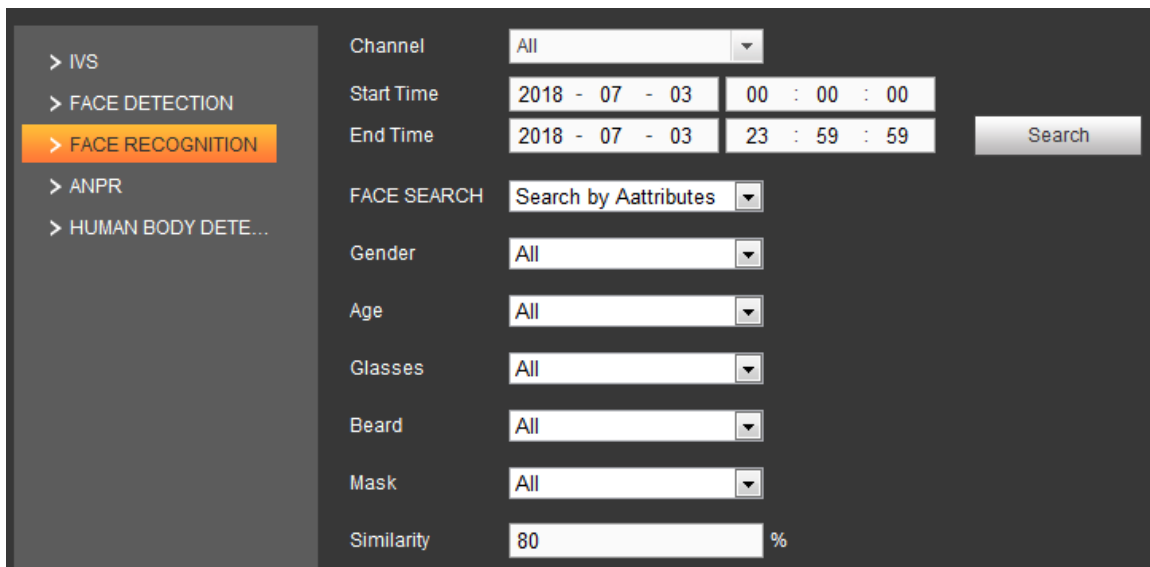 > IVS
> FACE DETECTION
> FACE RECOGNITION
> ANPR
> HUMAN BODY DETE...
Channel All
Start Time 2018 - 07 - 03 00 : 00 : 00
End Time 2018 - 07 - 03 23 : 59 : 59 Search
FACE SEARCH Search by Aattributes
Gender All
Age All
Glasses All
Beard All
Mask All
Similarity 80 %